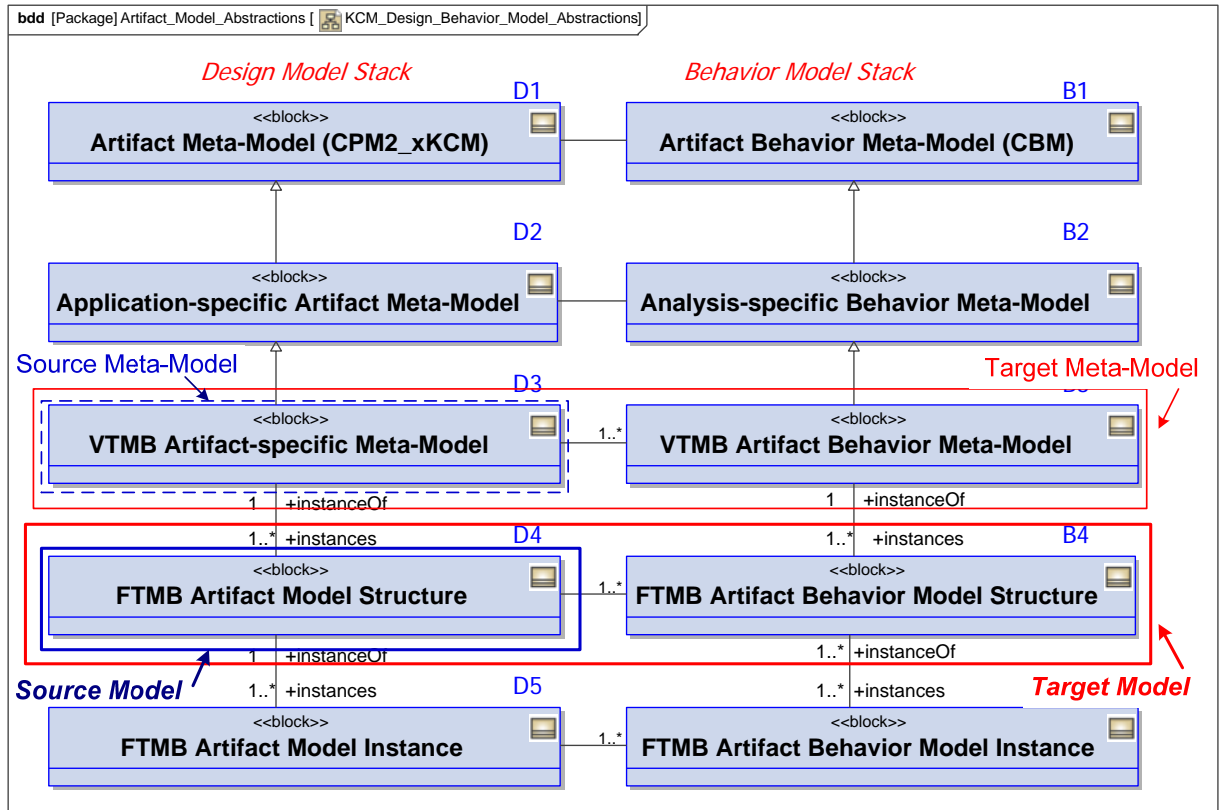 bdd [Package] Artifact_Model_Abstractions [ KCM_Design_Behavior_Model_Abstractions]
Design Model Stack
Behavior Model Stack
D1
B1
<<block>>
Artifact Meta-Model (CPM2_xKCM)
<<block>>
Artifact Behavior Meta-Model (CBM)
D2
B2
<<block>>
Application-specific Artifact Meta-Model
<<block>>
Analysis-specific Behavior Meta-Model
Source Meta-Model
Target Meta-Model
D3
<<block>>
VTMB Artifact-specific Meta-Model
1..*
<<block>>
VTMB Artifact Behavior Meta-Model
1 +instanceOf
1 +instanceOf
1..* +instances
1..* +instances
D4
B4
<<block>>
FTMB Artifact Model Structure
1..*
<<block>>
FTMB Artifact Behavior Model Structure
1 +instanceOf
1..* +instanceOf
Source Model
Target Model
1..* +instances
1..* +instances
D5
<<block>>
FTMB Artifact Model Instance
1..*
<<block>>
FTMB Artifact Behavior Model Instance